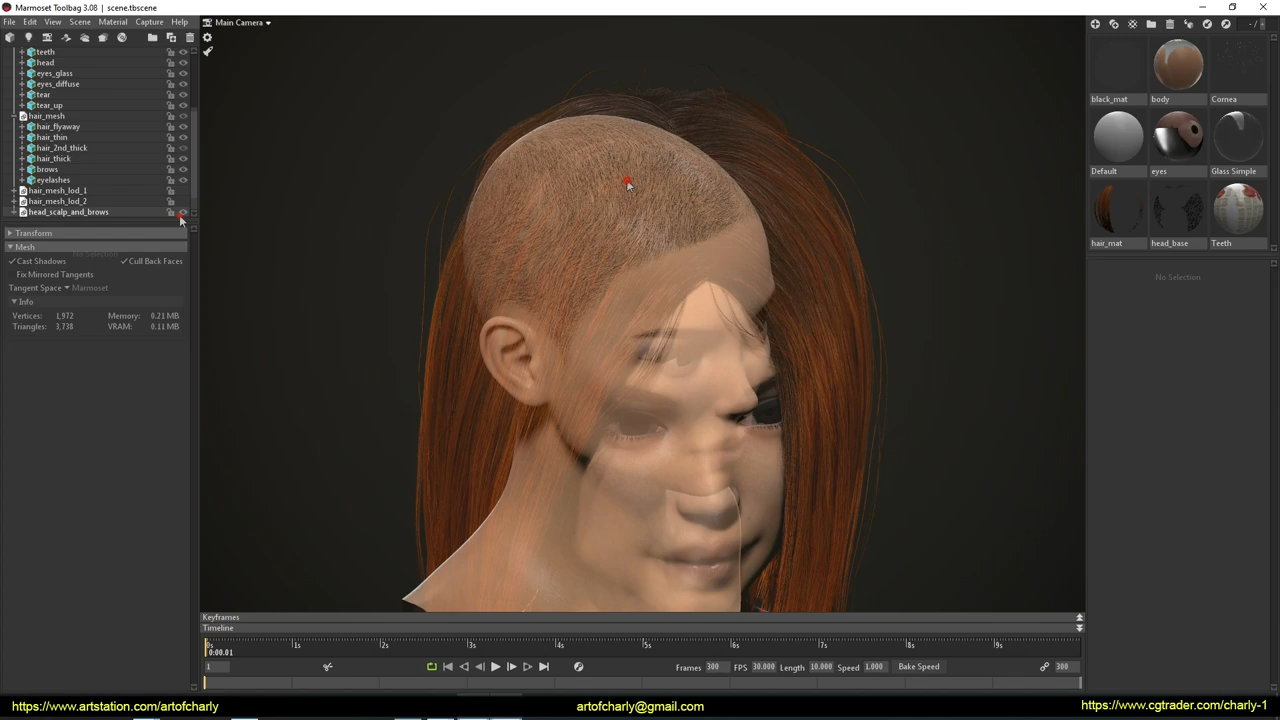 Marmoset Toolbag 3.08 | scene.tbscene
File Edit View Scene Material Capture Help
Main Camera
teeth
head
eyes_glass
eyes_diffuse
tear
tear_up
hair_mesh
hair_flyaway
hair_thin
hair_2nd_thick
hair_thick
brows
eyelashes
hair_mesh_lod_1
hair_mesh_lod_2
head_scalp_and_brows
Transform
Mesh
No Selection
Cast Shadows Cull Back Faces
Fix Mirrored Tangents
Tangent Space Marmoset
Info
Vertices: 1,972 Memory: 0.21 MB
Triangles: 3,738 VRAM: 0.11 MB
- /
black_mat body Cornea
Default eyes Glass Simple
hair_mat head_base Teeth
No Selection
Keyframes
Timeline
0s 1s 2s 3s 4s 5s 6s 7s 8s 9s
0:00.01
1 Frames 300 FPS 30.000 Length 10.000 Speed 1.000 Bake Speed 300
https://www.artstation.com/artofcharly artofcharly@gmail.com https://www.cgtrader.com/charly-1